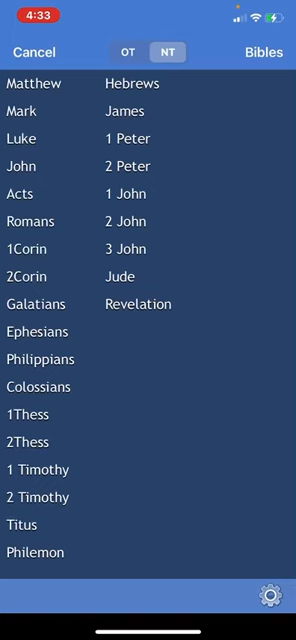 4:33
Cancel OT NT Bibles
Matthew
Mark
Luke
John
Acts
Romans
1Corin
2Corin
Galatians
Ephesians
Philippians
Colossians
1Thess
2Thess
1 Timothy
2 Timothy
Titus
Philemon
Hebrews
James
1 Peter
2 Peter
1 John
2 John
3 John
Jude
Revelation